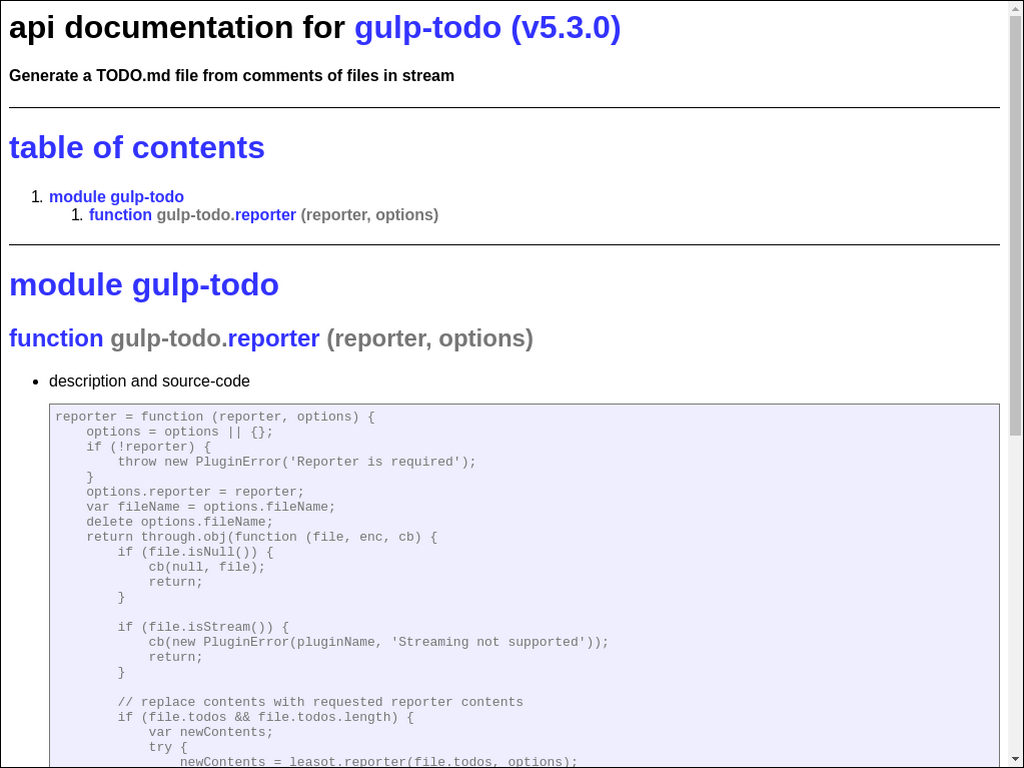 api documentation for gulp-todo (v5.3.0)
Generate a TODO.md file from comments of files in stream
table of contents
1. module gulp-todo
1. function gulp-todo.reporter (reporter, options)
module gulp-todo
function gulp-todo.reporter (reporter, options)
• description and source-code
reporter = function (reporter, options) {
    options = options || {};
    if (!reporter) {
        throw new PluginError('Reporter is required');
    }
    options.reporter = reporter;
    var fileName = options.fileName;
    delete options.fileName;
    return through.obj(function (file, enc, cb) {
        if (file.isNull()) {
            cb(null, file);
            return;
        }

        if (file.isStream()) {
            cb(new PluginError(pluginName, 'Streaming not supported'));
            return;
        }

        // replace contents with requested reporter contents
        if (file.todos && file.todos.length) {
            var newContents;
            try {
                newContents = leasot.reporter(file.todos, options);